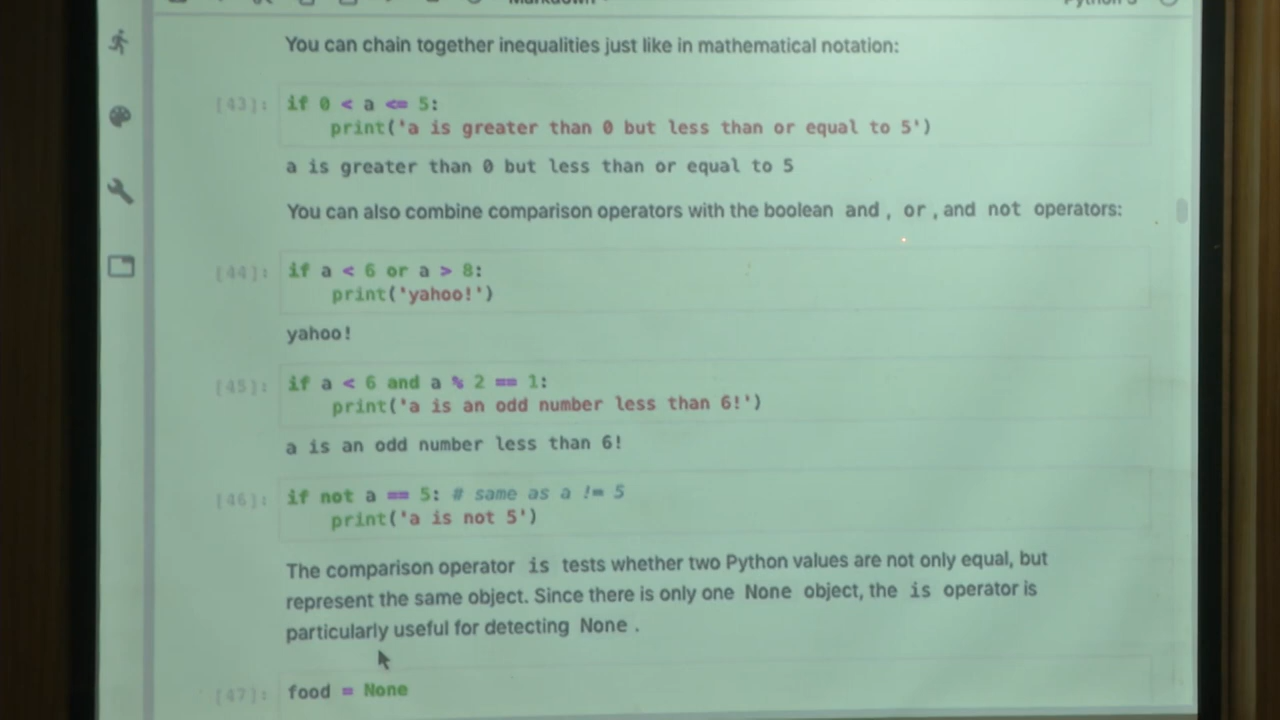 Markdown
Python 3
You can chain together inequalities just like in mathematical notation:
[43]:
if 0 < a <= 5:
    print('a is greater than 0 but less than or equal to 5')
a is greater than 0 but less than or equal to 5
You can also combine comparison operators with the boolean and , or , and not operators:
[44]:
if a < 6 or a > 8:
    print('yahoo!')
yahoo!
[45]:
if a < 6 and a % 2 == 1:
    print('a is an odd number less than 6!')
a is an odd number less than 6!
[46]:
if not a == 5: # same as a != 5
    print('a is not 5')
The comparison operator is tests whether two Python values are not only equal, but
represent the same object. Since there is only one None object, the is operator is
particularly useful for detecting None .
[47]:
food = None